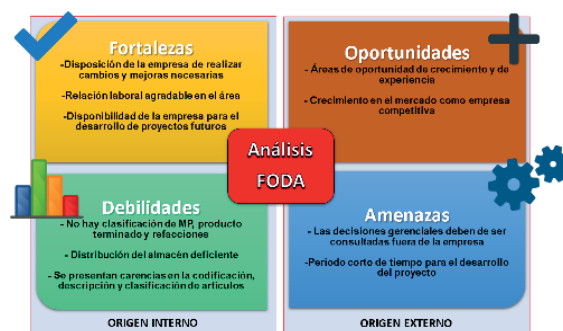 Fortalezas
-Disposición de la empresa de realizar
cambios y mejoras necesarias
-Relación laboral agradable en el área
-Disponibilidad de la empresa para el
desarrollo de proyectos futuros
Oportunidades
- Áreas de oportunidad de crecimiento y de
experiencia
- Crecimiento en el mercado como empresa
competitiva
Análisis
FODA
Debilidades
- No hay clasificación de MP, producto
terminado y refacciones
- Distribución del almacén deficiente
- Se presentan carencias en la codificación,
descripción y clasificación de artículos
Amenazas
- Las decisiones gerenciales deben de ser
consultadas fuera de la empresa
-Periodo corto de tiempo para el desarrollo
del proyecto
ORIGEN INTERNO
ORIGEN EXTERNO